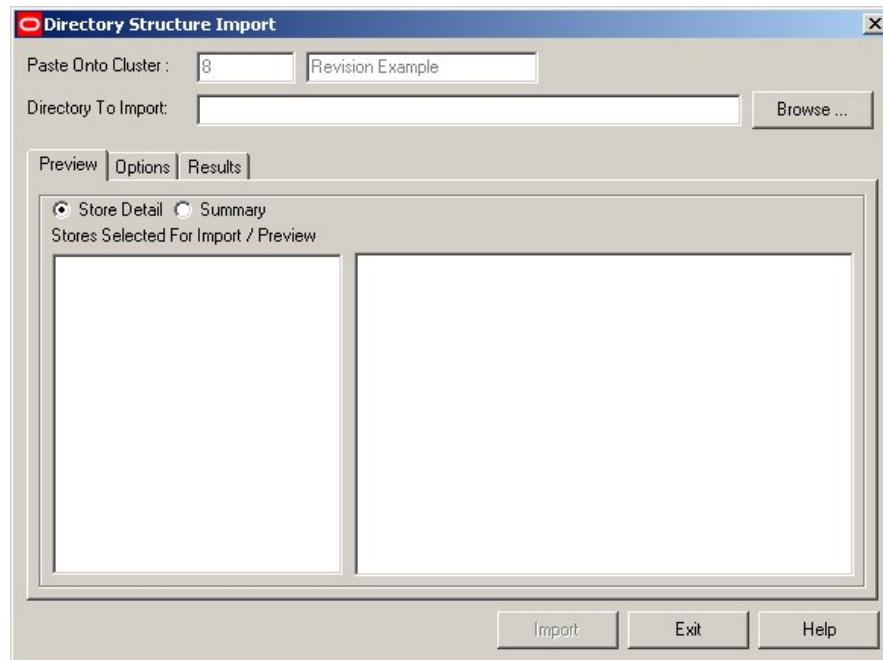 Directory Structure Import
Paste Onto Cluster : 8 Revision Example
Directory To Import: Browse ...
Preview Options Results
Store Detail Summary
Stores Selected For Import / Preview
Import Exit Help